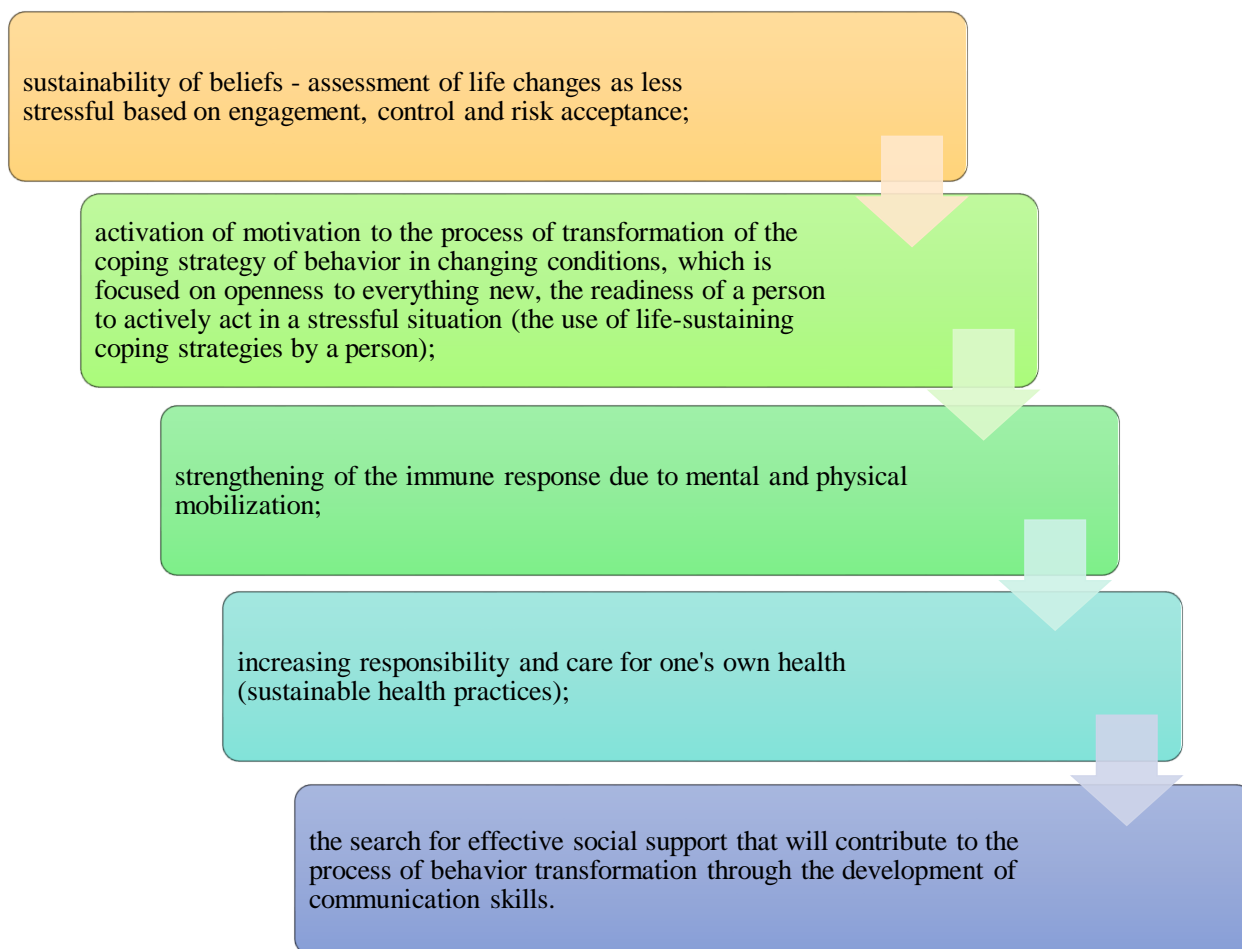 sustainability of beliefs - assessment of life changes as less
stressful based on engagement, control and risk acceptance;
activation of motivation to the process of transformation of the
coping strategy of behavior in changing conditions, which is
focused on openness to everything new, the readiness of a person
to actively act in a stressful situation (the use of life-sustaining
coping strategies by a person);
strengthening of the immune response due to mental and physical
mobilization;
increasing responsibility and care for one's own health
(sustainable health practices);
the search for effective social support that will contribute to the
process of behavior transformation through the development of
communication skills.